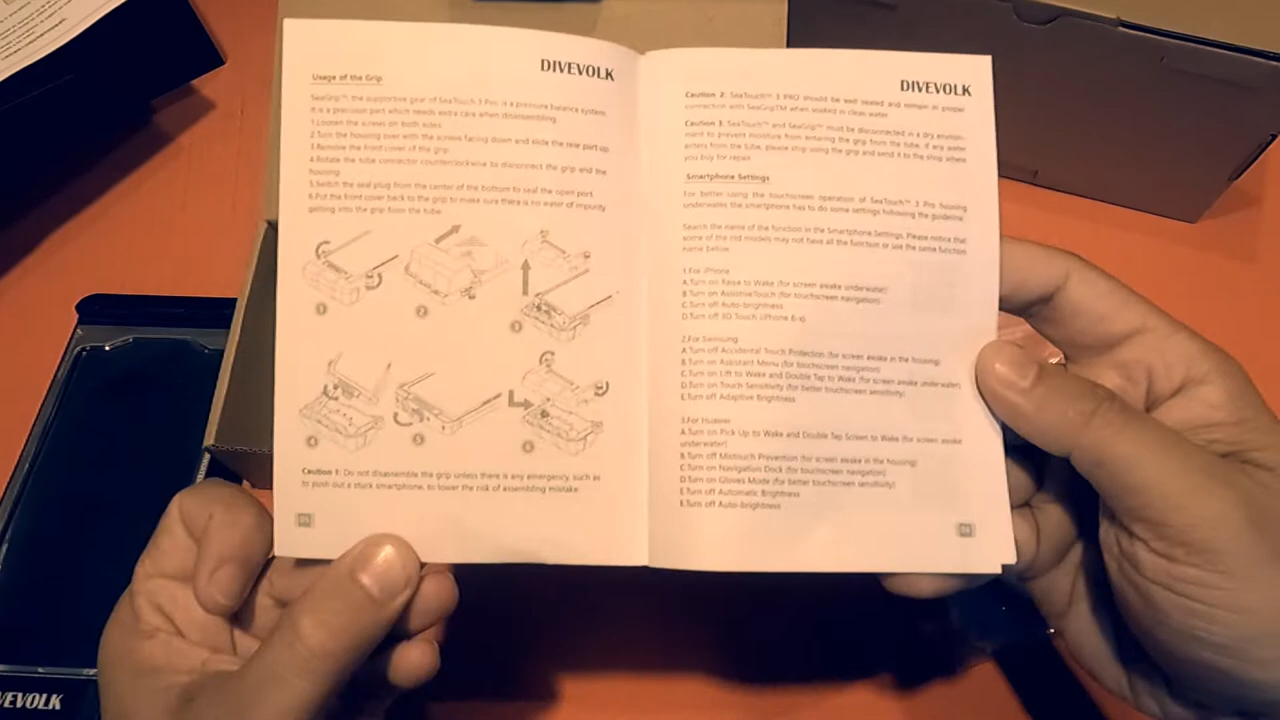 DIVEVOLK
Usage of the Grip
SeaGrip™, the supportive gear of SeaTouch 3 Pro, is a pressure balance system.
It is a precision part which needs extra care when disassembling.
1.Loosen the screws on both sides.
2.Turn the housing over with the screws facing down and slide the rear part up.
3.Remove the front cover of the grip.
4.Rotate the tube connector counterclockwise to disconnect the grip and the
housing.
5.Switch the seal plug from the center of the bottom to seal the open port.
6.Put the front cover back to the grip to make sure there is no water of impurity
getting into the grip from the tube.
1
2
3
4
5
6
Caution 1: Do not disassemble the grip unless there is any emergency, such as
to push out a stuck smartphone, to lower the risk of assembling mistake.
DIVEVOLK
Caution 2: SeaTouch™ 3 PRO should be well sealed and remain in proper
connection with SeaGripTM when soaked in clean water.
Caution 3: SeaTouch™ and SeaGrip™ must be disconnected in a dry environ-
ment to prevent moisture from entering the grip from the tube. If any water
enters from the tube, please stop using the grip and send it to the shop where
you buy for repair.
Smartphone Settings
For better using the touchscreen operation of SeaTouch™ 3 Pro housing
underwater, the smartphone has to do some settings following the guideline.
Search the name of the function in the Smartphone Settings. Please notice that
some of the old models may not have all the function or use the same function
name below.
1.For iPhone
A.Turn on Raise to Wake (for screen awake underwater)
B.Turn on AssistiveTouch (for touchscreen navigation)
C.Turn off Auto-brightness
D.Turn off 3D Touch (iPhone 6-x)
2.For Samsung
A.Turn off Accidental Touch Protection (for screen awake in the housing)
B.Turn on Assistant Menu (for touchscreen navigation)
C.Turn on Lift to Wake and Double Tap to Wake (for screen awake underwater)
D.Turn on Touch Sensitivity (for better touchscreen sensitivity)
E.Turn off Adaptive Brightness
3.For Huawei
A.Turn on Pick Up to Wake and Double Tap Screen to Wake (for screen awake
underwater)
B.Turn off Mistouch Prevention (for screen awake in the housing)
C.Turn on Navigation Dock (for touchscreen navigation)
D.Turn on Gloves Mode (for better touchscreen sensitivity)
E.Turn off Automatic Brightness
E.Turn off Auto-brightness
VEVOLK